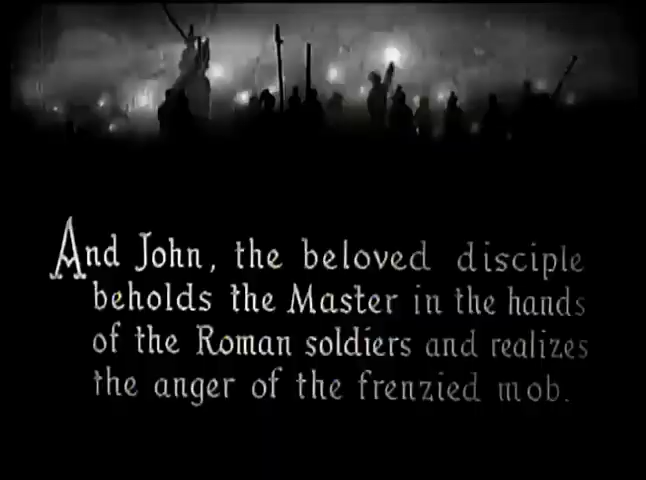 And John, the beloved disciple
beholds the Master in the hands
of the Roman soldiers and realizes
the anger of the frenzied mob.